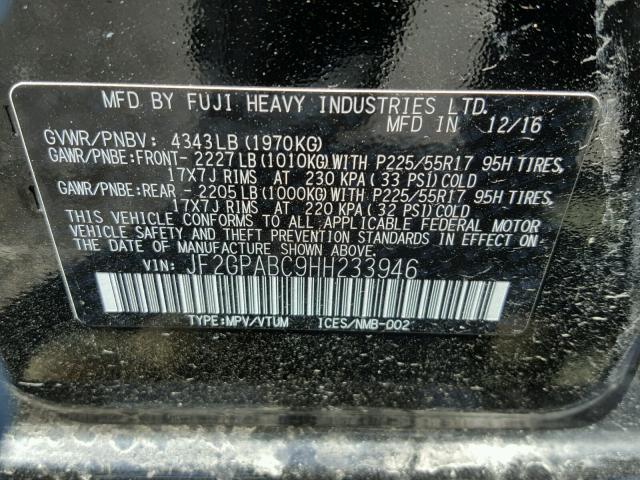 MFD BY FUJI HEAVY INDUSTRIES LTD.
MFD IN 12/16
GVWR/PNBV: 4343LB(1970KG)
GAWR/PNBE:FRONT- 2227LB(1010KG)WITH P225/55R17 95H TIRES,
17X7J RIMS AT 230 KPA(33 PSI)COLD
GAWR/PNBE:REAR - 2205LB(1000KG)WITH P225/55R17 95H TIRES,
17X7J RIMS AT 220 KPA(32 PSI)COLD
THIS VEHICLE CONFORMS TO ALL APPLICABLE FEDERAL MOTOR
VEHICLE SAFETY AND THEFT PREVENTION STANDARDS IN EFFECT ON
THE DATE OF MANUFACTURE SHOWN ABOVE.
VIN: JF2GPABC9HH233946
TYPE:MPV/VTUM ICES/NMB-002